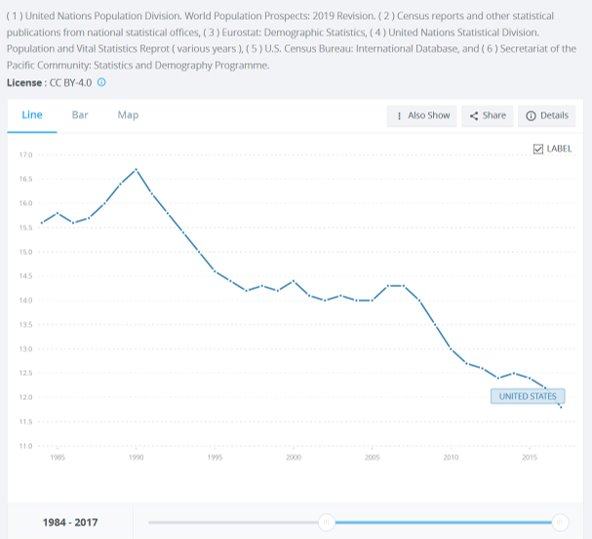 ( 1 ) United Nations Population Division. World Population Prospects: 2019 Revision. ( 2 ) Census reports and other statistical
publications from national statistical offices, ( 3 ) Eurostat: Demographic Statistics, ( 4 ) United Nations Statistical Division.
Population and Vital Statistics Reprot ( various years ), ( 5 ) U.S. Census Bureau: International Database, and ( 6 ) Secretariat of the
Pacific Community: Statistics and Demography Programme.
License : CC BY-4.0
Line Bar Map Also Show Share Details
LABEL
17.0
16.5
16.0
15.5
15.0
14.5
14.0
13.5
13.0
12.5
12.0
UNITED STATES
11.5
11.0
1985 1990 1995 2000 2005 2010 2015
1984 - 2017